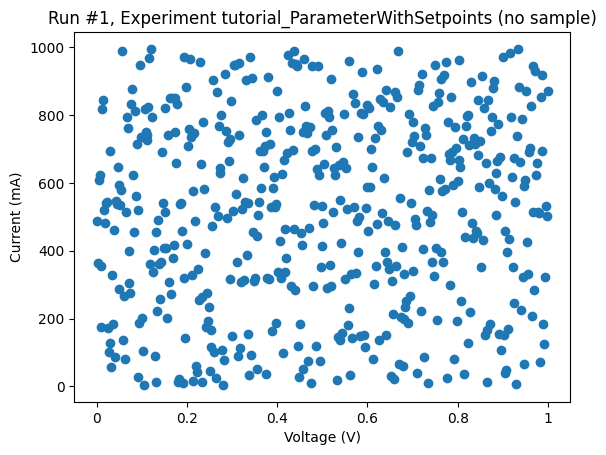 Run #1, Experiment tutorial_ParameterWithSetpoints (no sample)
1000
800
600
400
200
0
Current (mA)
0 0.2 0.4 0.6 0.8 1
Voltage (V)